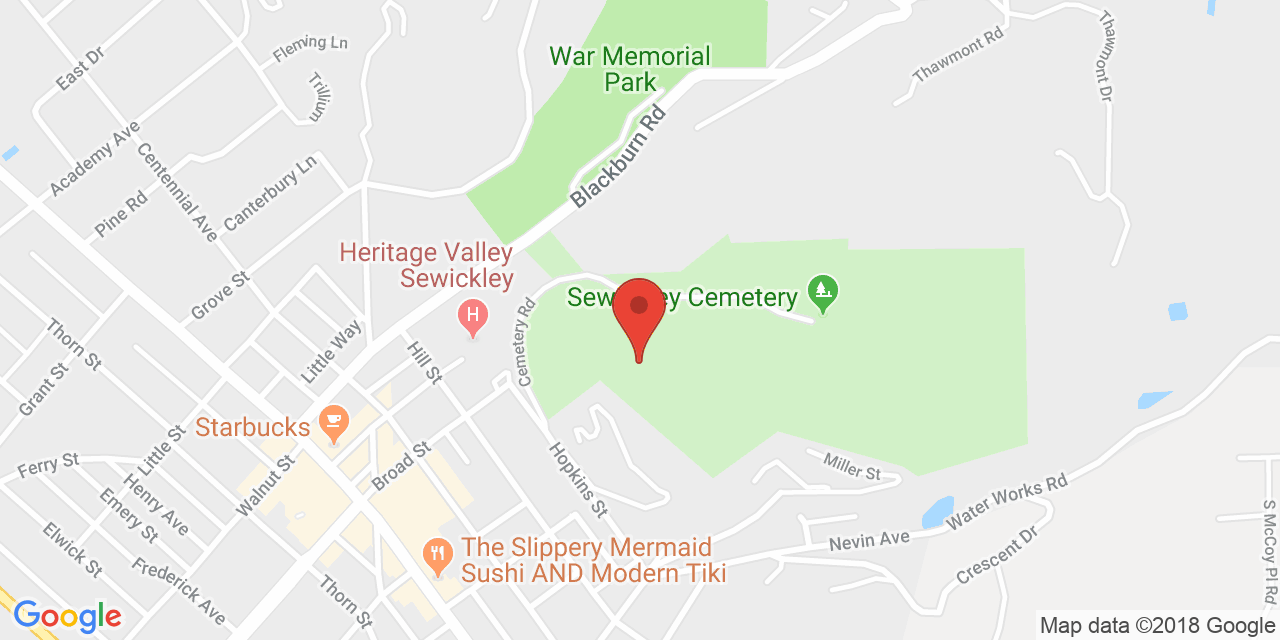 War Memorial
Park
Fleming Ln
East Dr
Trillium
Thawmont Rd
Thawmont Dr
Academy Ave
Centennial Ave
Canterbury Ln
Pine Rd
Blackburn Rd
Heritage Valley
Sewickley
H
Grove St
Cemetery Rd
Sew
ey Cemetery
Little Way
Hill St
Thorn St
Grant St
Starbucks
Little St
Walnut St
Broad St
Ferry St
Henry Ave
Emery St
Elwick St
Frederick Ave
Thorn St
Hopkins St
Miller St
Water Works Rd
Nevin Ave
Crescent Dr
S McCoy Pl Rd
The Slippery Mermaid
Sushi AND Modern Tiki
Google
Map data ©2018 Google